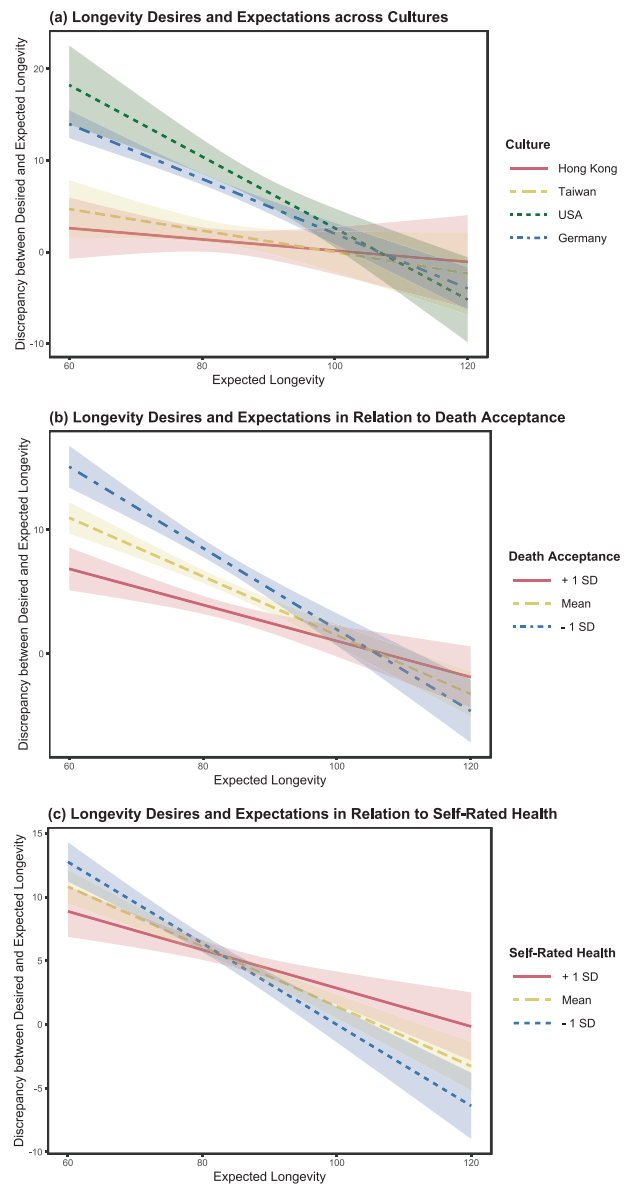 (a) Longevity Desires and Expectations across Cultures
Discrepancy between Desired and Expected Longevity
20
10
0
-10
60
80
100
120
Expected Longevity
Culture
Hong Kong
Taiwan
USA
Germany
(b) Longevity Desires and Expectations in Relation to Death Acceptance
Discrepancy between Desired and Expected Longevity
10
0
60
80
100
120
Expected Longevity
Death Acceptance
+ 1 SD
Mean
- 1 SD
(c) Longevity Desires and Expectations in Relation to Self-Rated Health
Discrepancy between Desired and Expected Longevity
15
10
5
0
-5
-10
60
80
100
120
Expected Longevity
Self-Rated Health
+ 1 SD
Mean
- 1 SD